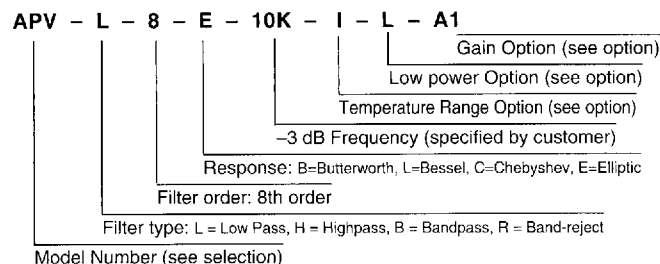 APV – L – 8 – E – 10K – I – L – A1
Gain Option (see option)
Low power Option (see option)
Temperature Range Option (see option)
–3 dB Frequency (specified by customer)
Response: B=Butterworth, L=Bessel, C=Chebyshev, E=Elliptic
Filter order: 8th order
Filter type: L = Low Pass, H = Highpass, B = Bandpass, R = Band-reject
Model Number (see selection)